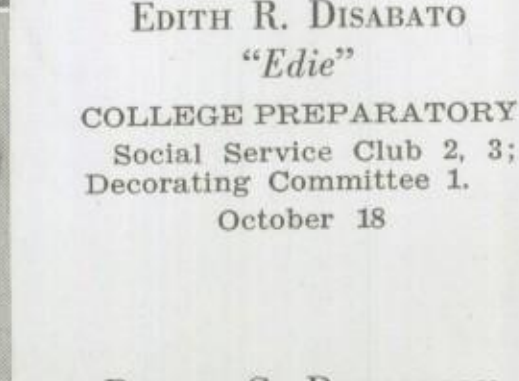 EDITH R. DISABATO
"Edie"
COLLEGE PREPARATORY
Social Service Club 2, 3;
Decorating Committee 1.
October 18